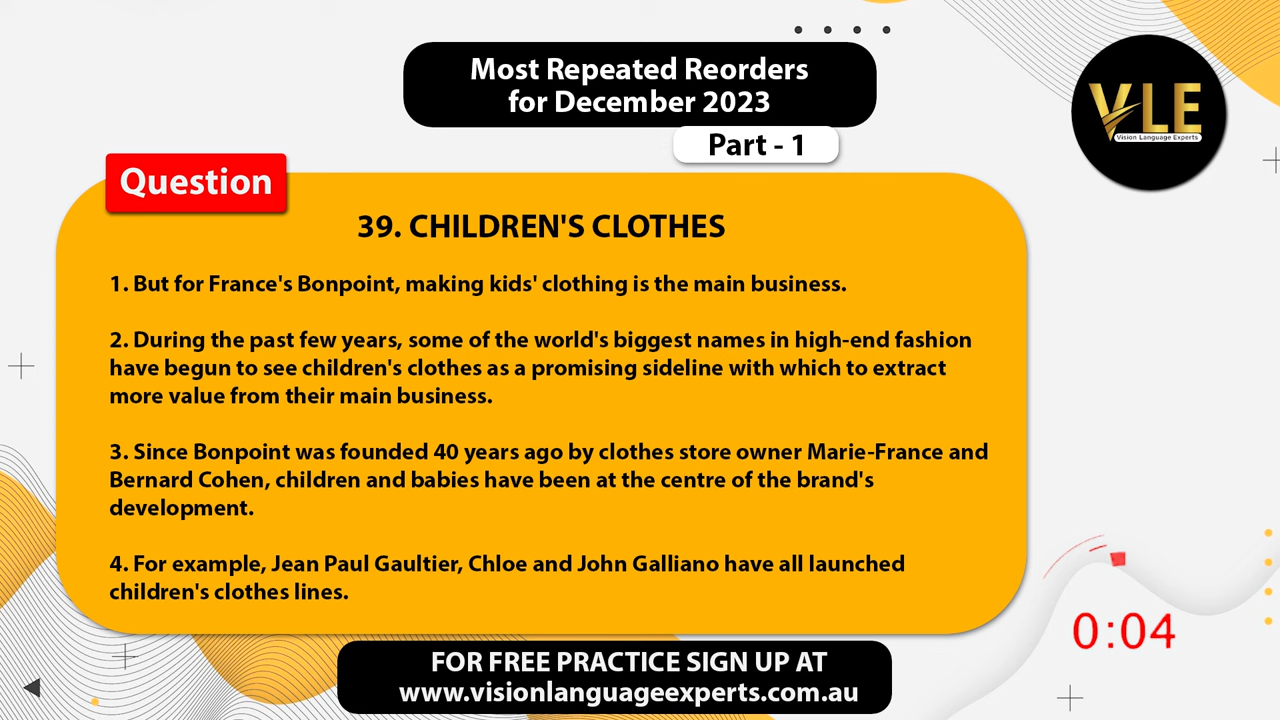 Most Repeated Reorders
for December 2023
Part - 1
VLE
Vision Language Experts
Question
39. CHILDREN'S CLOTHES
1. But for France's Bonpoint, making kids' clothing is the main business.
2. During the past few years, some of the world's biggest names in high-end fashion
have begun to see children's clothes as a promising sideline with which to extract
more value from their main business.
3. Since Bonpoint was founded 40 years ago by clothes store owner Marie-France and
Bernard Cohen, children and babies have been at the centre of the brand's
development.
4. For example, Jean Paul Gaultier, Chloe and John Galliano have all launched
children's clothes lines.
0:04
FOR FREE PRACTICE SIGN UP AT
www.visionlanguageexperts.com.au